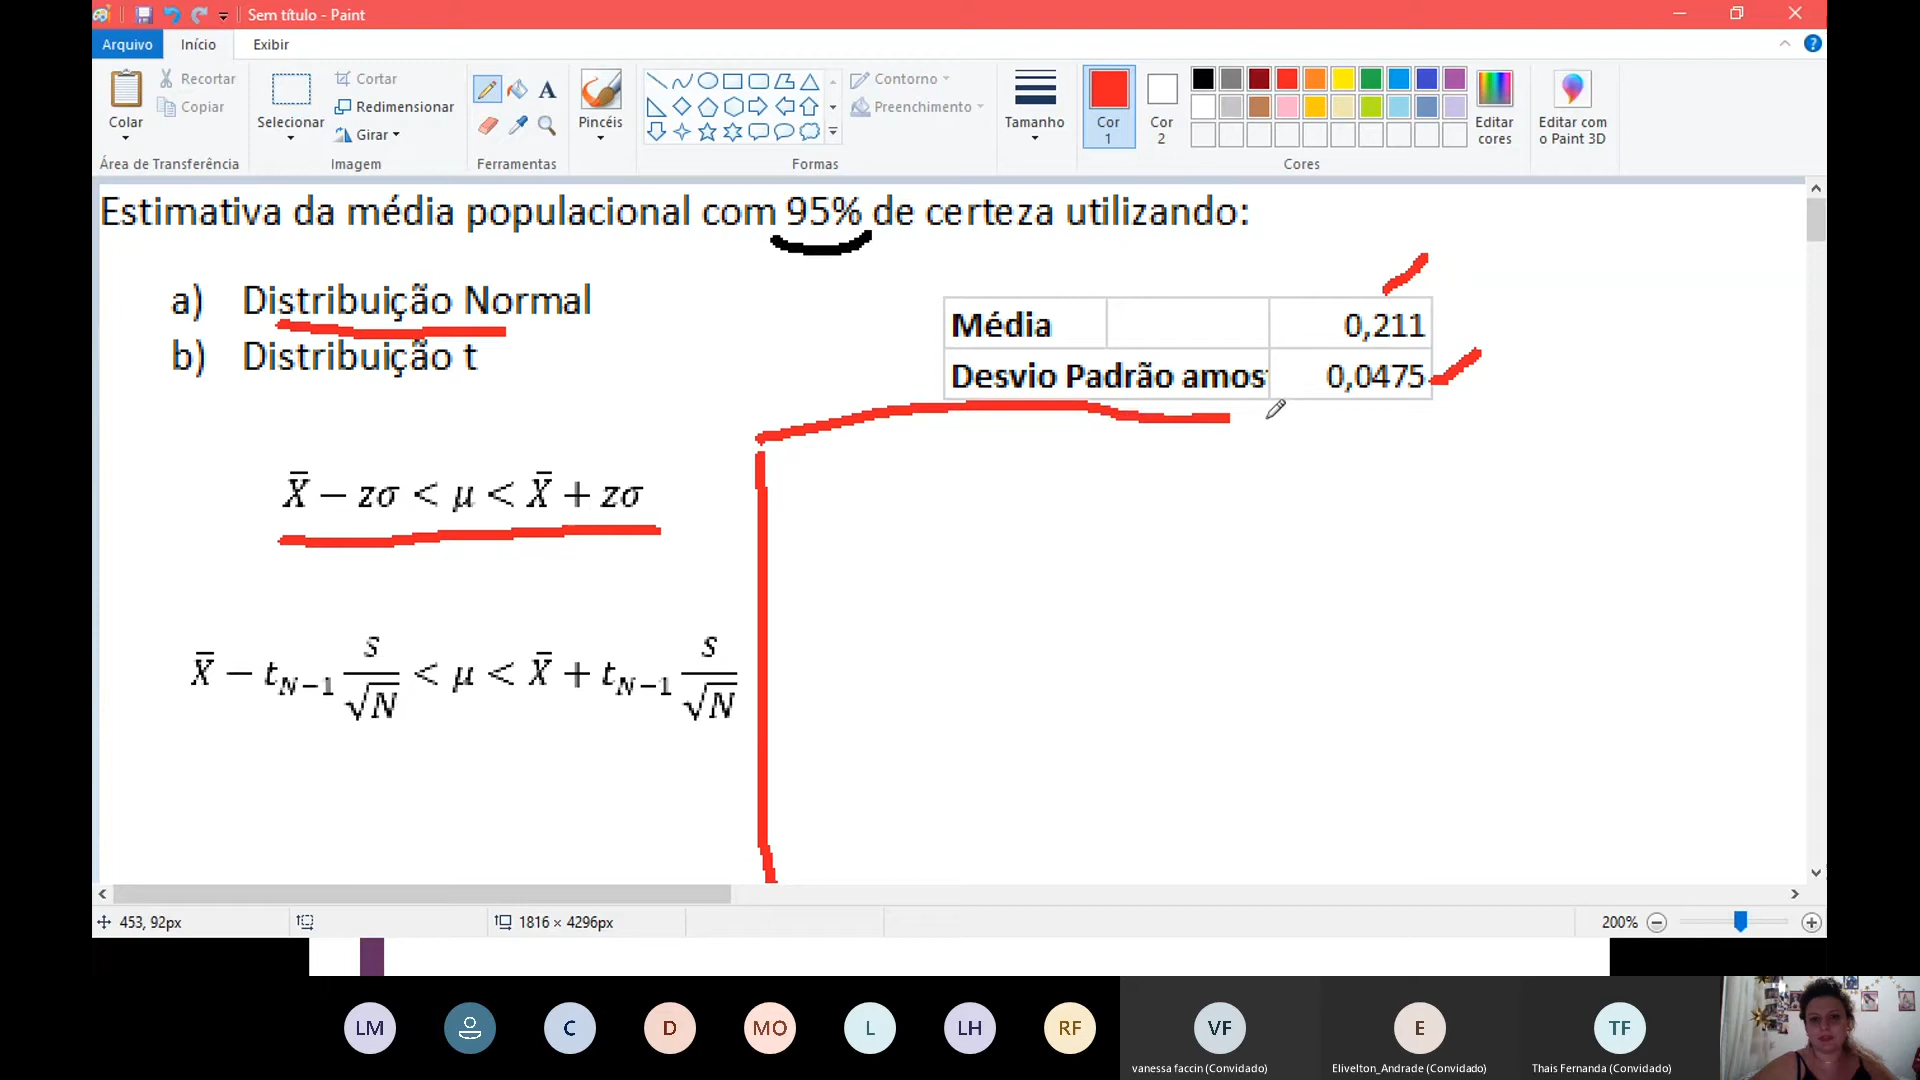 Sem título - Paint
Arquivo
Início
Exibir
Colar
Recortar
Copiar
Área de Transferência
Selecionar
Cortar
Redimensionar
Girar
Imagem
A
Ferramentas
Pincéis
Formas
Contorno
Preenchimento
Tamanho
Cor
1
Cor
2
Cores
Editar
cores
Editar com
o Paint 3D
Estimativa da média populacional com 95% de certeza utilizando:
a) Distribuição Normal
b) Distribuição t
Média 0,211
Desvio Padrão amos 0,0475
X̄ − zσ < μ < X̄ + zσ
X̄ − t_{N−1} s/√N < μ < X̄ + t_{N−1} s/√N
453, 92px
1816 × 4296px
200%
LM
C
D
MO
L
LH
RF
VF
E
TF
vanessa faccin (Convidado)
Elivelton_Andrade (Convidado)
Thais Fernanda (Convidado)